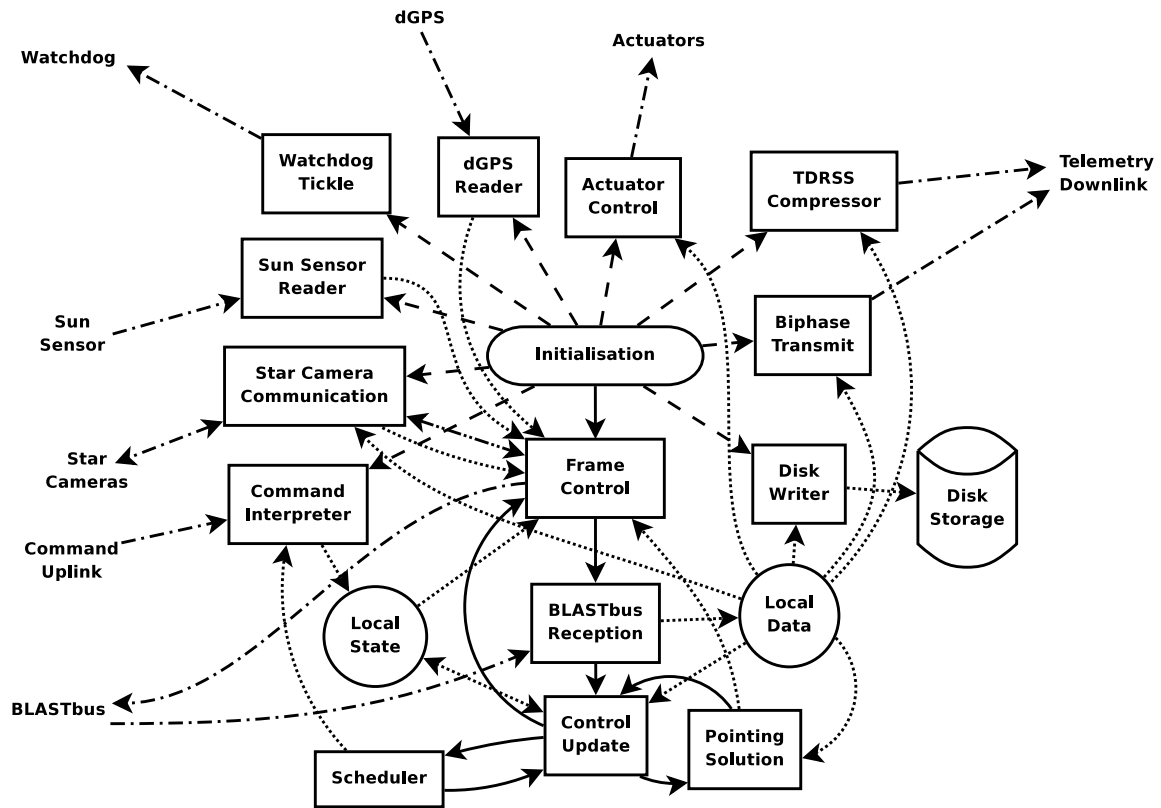 dGPS
Actuators
Watchdog
Watchdog
Tickle
dGPS
Reader
Actuator
Control
TDRSS
Compressor
Telemetry
Downlink
Sun Sensor
Reader
Sun
Sensor
Initialisation
Biphase
Transmit
Star Camera
Communication
Star
Cameras
Frame
Control
Disk
Writer
Disk
Storage
Command
Interpreter
Command
Uplink
BLASTbus
Reception
Local
Data
Local
State
BLASTbus
Control
Update
Pointing
Solution
Scheduler